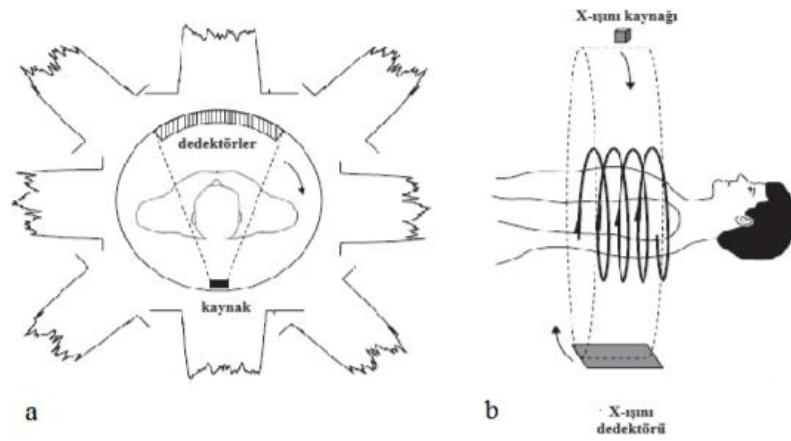 dedektörler
kaynak
a
X-ışını kaynağı
b
X-ışını
dedektörü